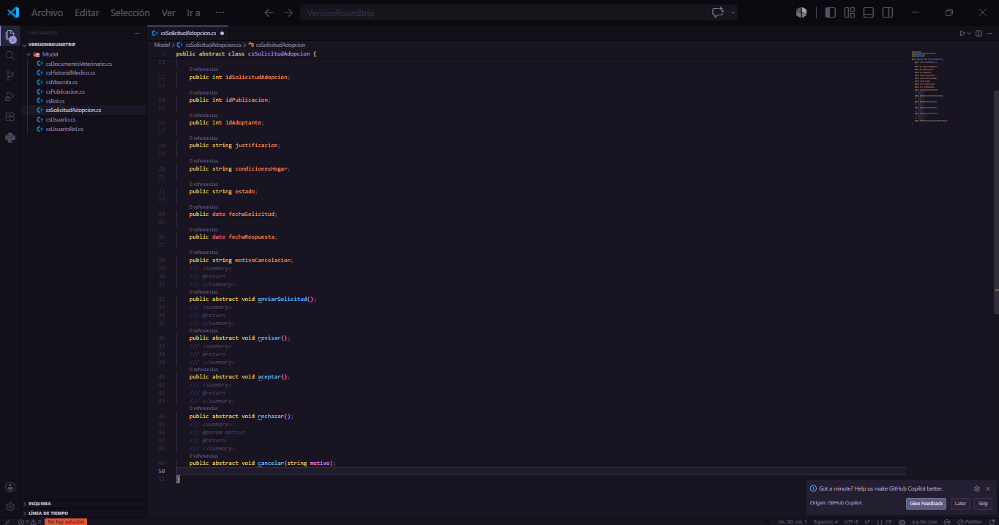 Archivo Editar Selección Ver Ir a ··· VersionRoundtrip
EXPLORADOR ···
VERSIONROUNDTRIP
Model
csDocumentoVeterinario.cs
csHistorialMedico.cs
csMascota.cs
csPublicacion.cs
csRol.cs
csSolicitudAdopcion.cs
csUsuario.cs
csUsuarioRol.cs
ESQUEMA
LÍNEA DE TIEMPO
csSolicitudAdopcion.cs ●
Model > csSolicitudAdopcion.cs > csSolicitudAdopcion
7 public abstract class csSolicitudAdopcion {
11
0 referencias
12 public int idSolicitudAdopcion;
13
0 referencias
14 public int idPublicacion;
15
0 referencias
16 public int idAdoptante;
17
0 referencias
18 public string justificacion;
19
0 referencias
20 public string condicionesHogar;
21
0 referencias
22 public string estado;
23
0 referencias
24 public date fechaSolicitud;
25
0 referencias
26 public date fechaRespuesta;
27
0 referencias
28 public string motivoCancelacion;
29 /// <summary>
30 /// @return
31 /// </summary>
0 referencias
32 public abstract void enviarSolicitud();
33 /// <summary>
34 /// @return
35 /// </summary>
0 referencias
36 public abstract void revisar();
37 /// <summary>
38 /// @return
39 /// </summary>
0 referencias
40 public abstract void aceptar();
41 /// <summary>
42 /// @return
43 /// </summary>
0 referencias
44 public abstract void rechazar();
45 /// <summary>
46 /// @param motivo
47 /// @return
48 /// </summary>
0 referencias
49 public abstract void cancelar(string motivo);
50
51 }
Got a minute? Help us make GitHub Copilot better.
Origen: GitHub Copilot.
Give Feedback Later Skip
0 0 No hay solución Lín. 50, col. 1 Espacios: 4 UTF-8 LF { } C# Go Live Prettier